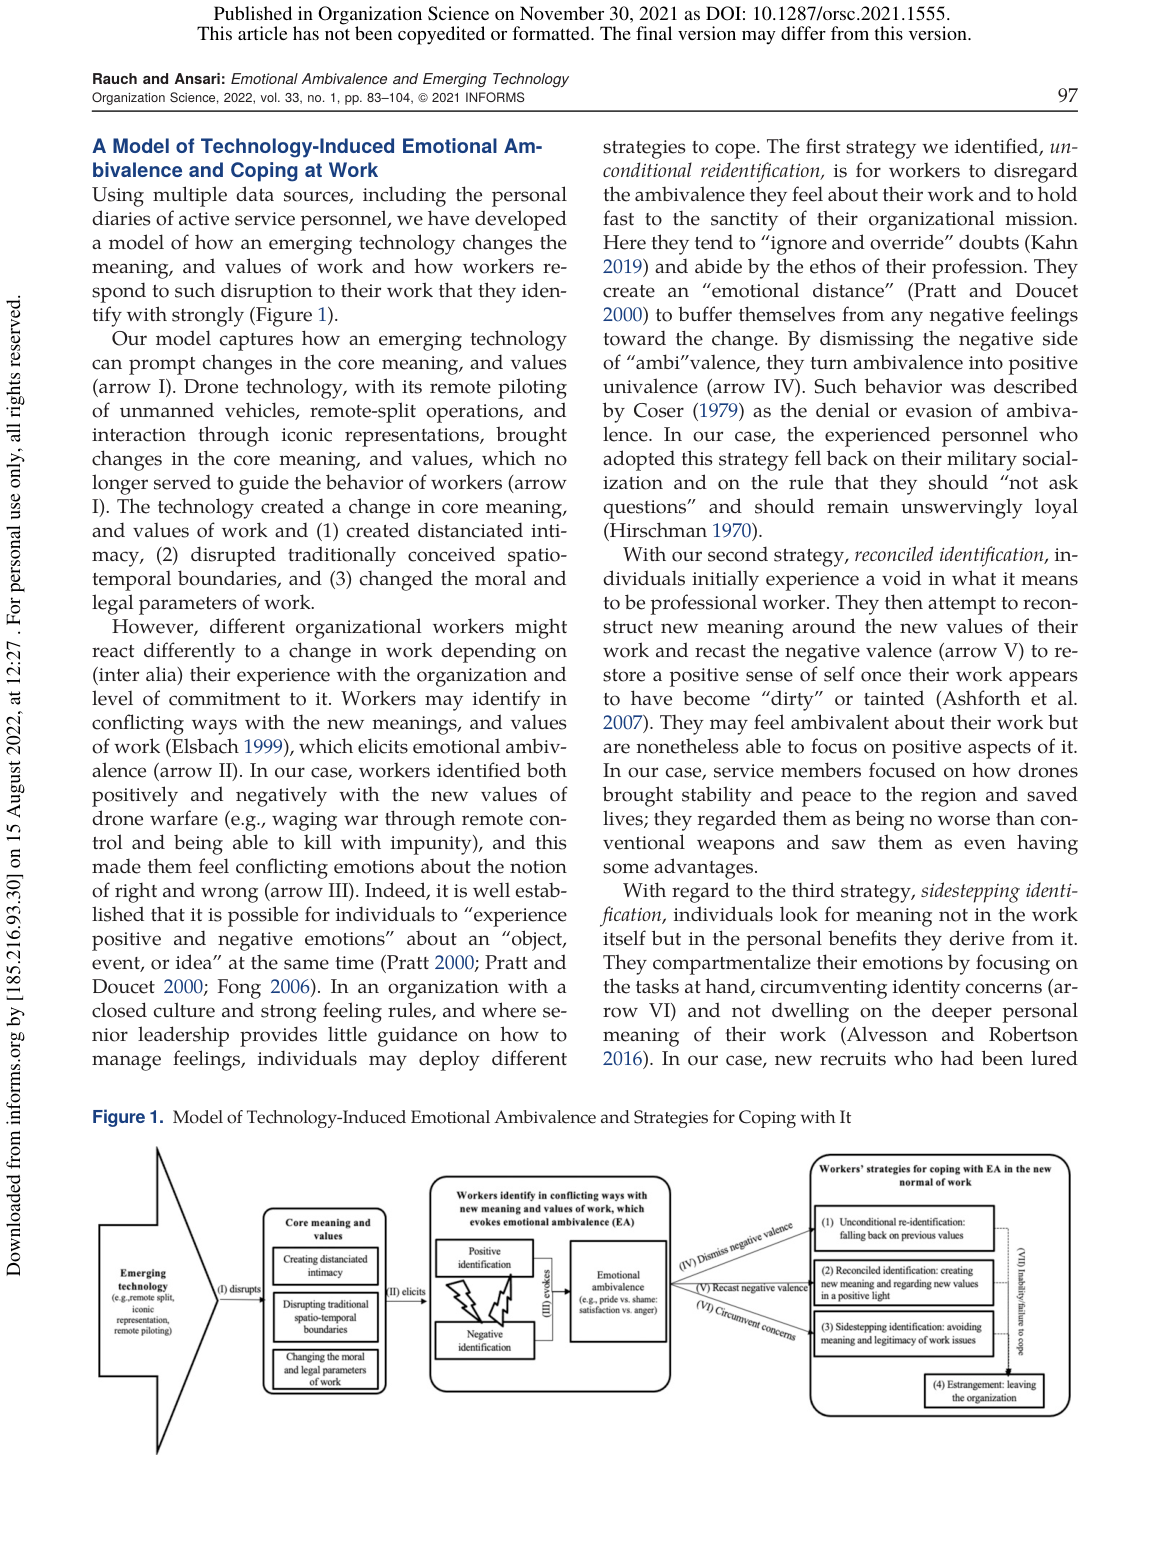 Published in Organization Science on November 30, 2021 as DOI: 10.1287/orsc.2021.1555.
This article has not been copyedited or formatted. The final version may differ from this version.
Rauch and Ansari: Emotional Ambivalence and Emerging Technology
Organization Science, 2022, vol. 33, no. 1, pp. 83–104, © 2021 INFORMS
97
A Model of Technology-Induced Emotional Am-
bivalence and Coping at Work
Using multiple data sources, including the personal
diaries of active service personnel, we have developed
a model of how an emerging technology changes the
meaning, and values of work and how workers re-
spond to such disruption to their work that they iden-
tify with strongly (Figure 1).
Our model captures how an emerging technology
can prompt changes in the core meaning, and values
(arrow I). Drone technology, with its remote piloting
of unmanned vehicles, remote-split operations, and
interaction through iconic representations, brought
changes in the core meaning, and values, which no
longer served to guide the behavior of workers (arrow
I). The technology created a change in core meaning,
and values of work and (1) created distanciated inti-
macy, (2) disrupted traditionally conceived spatio-
temporal boundaries, and (3) changed the moral and
legal parameters of work.
However, different organizational workers might
react differently to a change in work depending on
(inter alia) their experience with the organization and
level of commitment to it. Workers may identify in
conflicting ways with the new meanings, and values
of work (Elsbach 1999), which elicits emotional ambiv-
alence (arrow II). In our case, workers identified both
positively and negatively with the new values of
drone warfare (e.g., waging war through remote con-
trol and being able to kill with impunity), and this
made them feel conflicting emotions about the notion
of right and wrong (arrow III). Indeed, it is well estab-
lished that it is possible for individuals to “experience
positive and negative emotions” about an “object,
event, or idea” at the same time (Pratt 2000; Pratt and
Doucet 2000; Fong 2006). In an organization with a
closed culture and strong feeling rules, and where se-
nior leadership provides little guidance on how to
manage feelings, individuals may deploy different
strategies to cope. The first strategy we identified, un-
conditional reidentification, is for workers to disregard
the ambivalence they feel about their work and to hold
fast to the sanctity of their organizational mission.
Here they tend to “ignore and override” doubts (Kahn
2019) and abide by the ethos of their profession. They
create an “emotional distance” (Pratt and Doucet
2000) to buffer themselves from any negative feelings
toward the change. By dismissing the negative side
of “ambi”valence, they turn ambivalence into positive
univalence (arrow IV). Such behavior was described
by Coser (1979) as the denial or evasion of ambiva-
lence. In our case, the experienced personnel who
adopted this strategy fell back on their military social-
ization and on the rule that they should “not ask
questions” and should remain unswervingly loyal
(Hirschman 1970).
With our second strategy, reconciled identification, in-
dividuals initially experience a void in what it means
to be professional worker. They then attempt to recon-
struct new meaning around the new values of their
work and recast the negative valence (arrow V) to re-
store a positive sense of self once their work appears
to have become “dirty” or tainted (Ashforth et al.
2007). They may feel ambivalent about their work but
are nonetheless able to focus on positive aspects of it.
In our case, service members focused on how drones
brought stability and peace to the region and saved
lives; they regarded them as being no worse than con-
ventional weapons and saw them as even having
some advantages.
With regard to the third strategy, sidestepping identi-
fication, individuals look for meaning not in the work
itself but in the personal benefits they derive from it.
They compartmentalize their emotions by focusing on
the tasks at hand, circumventing identity concerns (ar-
row VI) and not dwelling on the deeper personal
meaning of their work (Alvesson and Robertson
2016). In our case, new recruits who had been lured
Figure 1. Model of Technology-Induced Emotional Ambivalence and Strategies for Coping with It
Emerging
technology
(e.g.,remote split,
iconic
representation,
remote piloting)
(I) disrupts
Core meaning and
values
Creating distanciated
intimacy
Disrupting traditional
spatio-temporal
boundaries
Changing the moral
and legal parameters
of work
(II) elicits
Workers identify in conflicting ways with
new meaning and values of work, which
evokes emotional ambivalence (EA)
Positive
identification
Negative
identification
(III) evokes
Emotional
ambivalence
(e.g., pride vs. shame:
satisfaction vs. anger)
(IV) Dismiss negative valence
(V) Recast negative valence
(VI) Circumvent concerns
Workers’ strategies for coping with EA in the new
normal of work
(1) Unconditional re-identification:
falling back on previous values
(2) Reconciled identification: creating
new meaning and regarding new values
in a positive light
(3) Sidestepping identification: avoiding
meaning and legitimacy of work issues
(VII) Inability/failure to cope
(4) Estrangement: leaving
the organization
Downloaded from informs.org by [185.216.93.30] on 15 August 2022, at 12:27 . For personal use only, all rights reserved.